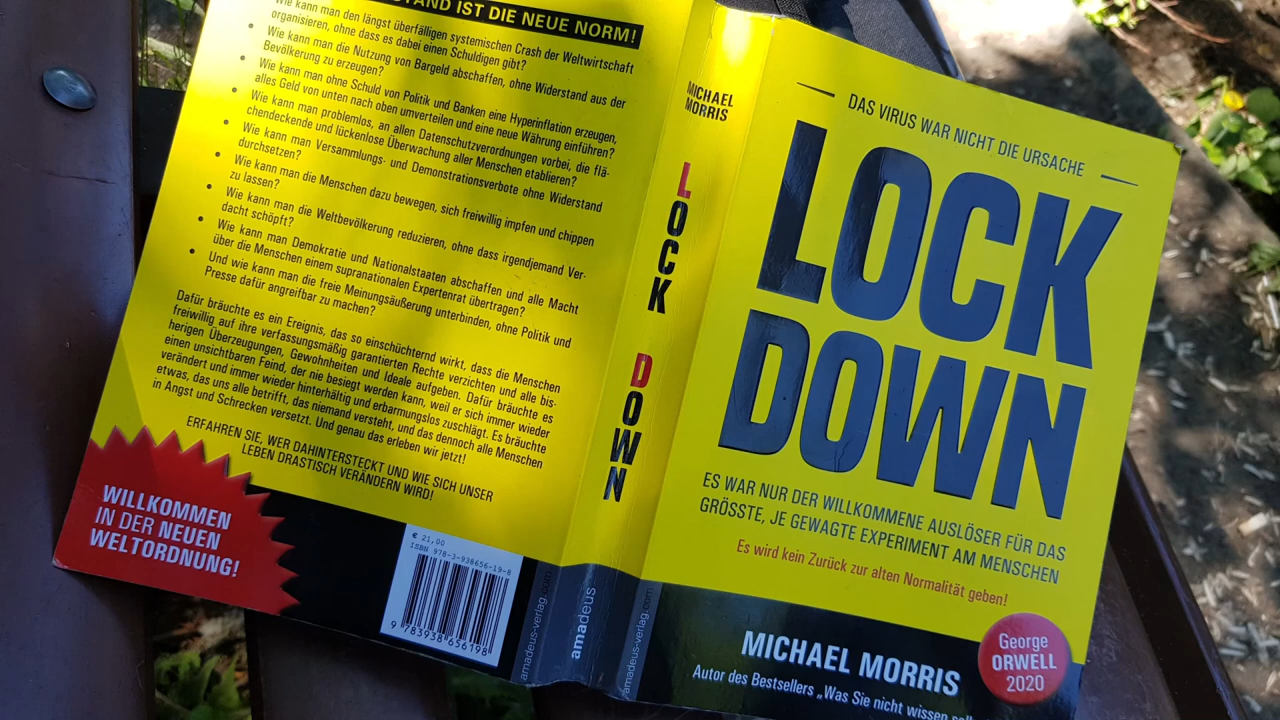 STAND IST DIE NEUE NORM!
Wie kann man den längst überfälligen systemischen Crash der Weltwirtschaft
organisieren, ohne dass es dabei einen Schuldigen gibt?
• Wie kann man die Nutzung von Bargeld abschaffen, ohne Widerstand aus der
Bevölkerung zu erzeugen?
• Wie kann man ohne Schuld von Politik und Banken eine Hyperinflation erzeugen,
alles Geld von unten nach oben umverteilen und eine neue Währung einführen?
• Wie kann man problemlos, an allen Datenschutzverordnungen vorbei, die flä-
chendeckende und lückenlose Überwachung aller Menschen etablieren?
• Wie kann man Versammlungs- und Demonstrationsverbote ohne Widerstand
durchsetzen?
• Wie kann man die Menschen dazu bewegen, sich freiwillig impfen und chippen
zu lassen?
• Wie kann man die Weltbevölkerung reduzieren, ohne dass irgendjemand Ver-
dacht schöpft?
• Wie kann man Demokratie und Nationalstaaten abschaffen und alle Macht
über die Menschen einem supranationalen Expertenrat übertragen?
• Und wie kann man die freie Meinungsäußerung unterbinden, ohne Politik und
Presse dafür angreifbar zu machen?
Dafür bräuchte es ein Ereignis, das so einschüchternd wirkt, dass die Menschen
freiwillig auf ihre verfassungsmäßig garantierten Rechte verzichten und alle bis-
herigen Überzeugungen, Gewohnheiten und Ideale aufgeben. Dafür bräuchte es
einen unsichtbaren Feind, der nie besiegt werden kann, weil er sich immer wieder
verändert und immer wieder hinterhältig und erbarmungslos zuschlägt. Es bräuchte
etwas, das uns alle betrifft, das niemand versteht, und das dennoch alle Menschen
in Angst und Schrecken versetzt. Und genau das erleben wir jetzt!
ERFAHREN SIE, WER DAHINTERSTECKT UND WIE SICH UNSER
LEBEN DRASTISCH VERÄNDERN WIRD!
WILLKOMMEN
IN DER NEUEN
WELTORDNUNG!
€ 21,00
ISBN 978-3-938656-19-8
9 783938 656198
amadeus-verlag.com
MICHAEL
MORRIS
LOCK DOWN
amadeus
amadeus-verlag.com
DAS VIRUS WAR NICHT DIE URSACHE
LOCK
DOWN
ES WAR NUR DER WILLKOMMENE AUSLÖSER FÜR DAS
GRÖSSTE, JE GEWAGTE EXPERIMENT AM MENSCHEN
Es wird kein Zurück zur alten Normalität geben!
MICHAEL MORRIS
Autor des Bestsellers „Was Sie nicht wissen
George
ORWELL
2020